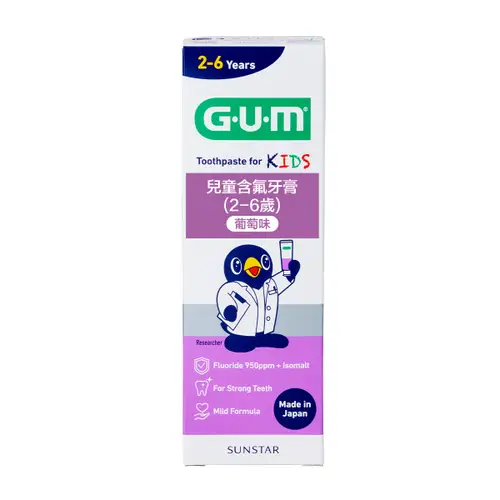 2-6 Years
G·U·M
Toothpaste for KIDS
兒童含氟牙膏
(2-6歲)
葡萄味
Researcher
Fluoride 950ppm + Isomalt
For Strong Teeth
Mild Formula
Made in
Japan
SUNSTAR